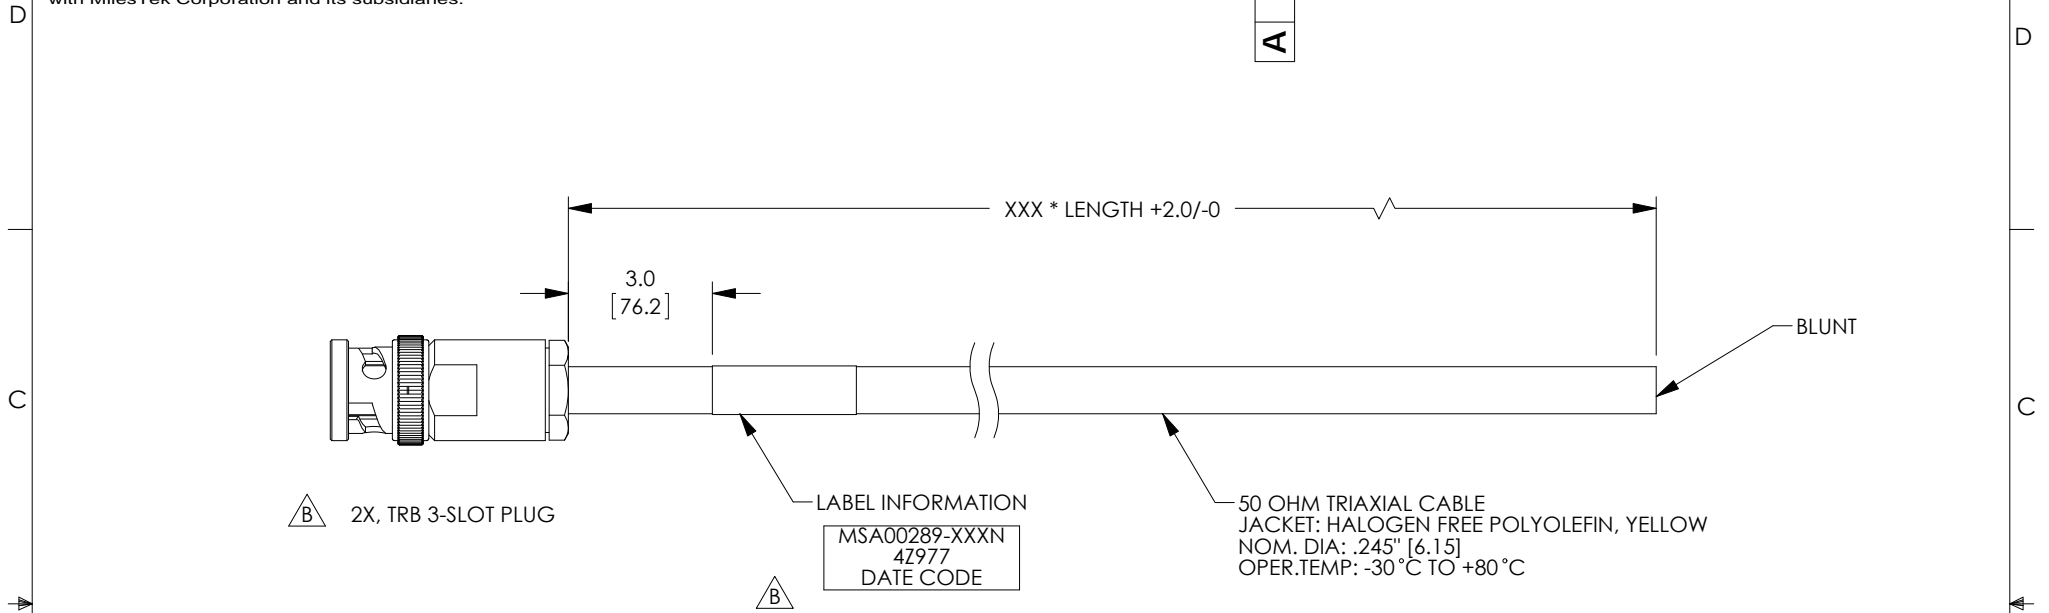 with MilesTek Corporation and its subsidiaries.
D
A
D
XXX * LENGTH +2.0/-0
3.0
[76.2]
BLUNT
C
C
B 2X, TRB 3-SLOT PLUG
LABEL INFORMATION
MSA00289-XXXN
4Z977
DATE CODE
B
50 OHM TRIAXIAL CABLE
JACKET: HALOGEN FREE POLYOLEFIN, YELLOW
NOM. DIA: .245" [6.15]
OPER.TEMP: -30°C TO +80°C